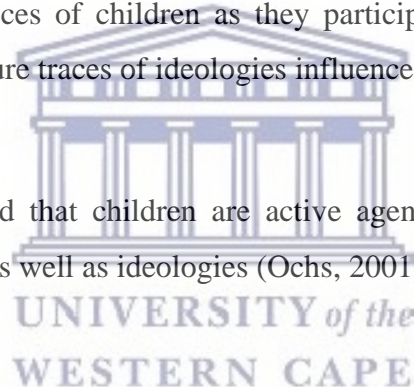 ces of children as they particip
ure traces of ideologies influence
d that children are active agen
s well as ideologies (Ochs, 2001
UNIVERSITY of the
WESTERN CAPE